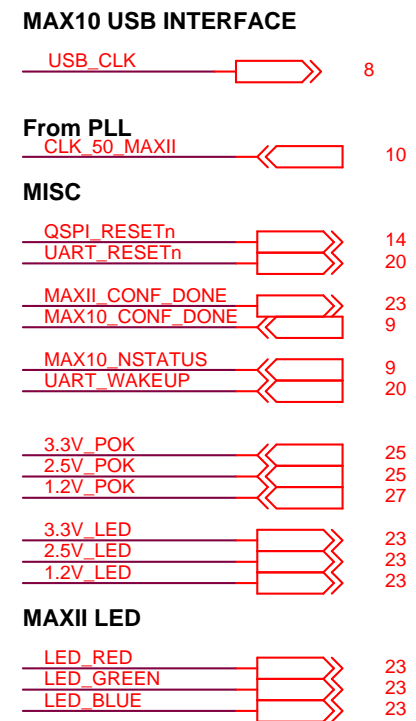 MAX10 USB INTERFACE
USB_CLK 8
From PLL
CLK_50_MAXII 10
MISC
QSPI_RESETn 14
UART_RESETn 20
MAXII_CONF_DONE 23
MAX10_CONF_DONE 9
MAX10_NSTATUS 9
UART_WAKEUP 20
3.3V_POK 25
2.5V_POK 25
1.2V_POK 27
3.3V_LED 23
2.5V_LED 23
1.2V_LED 23
MAXII LED
LED_RED 23
LED_GREEN 23
LED_BLUE 23